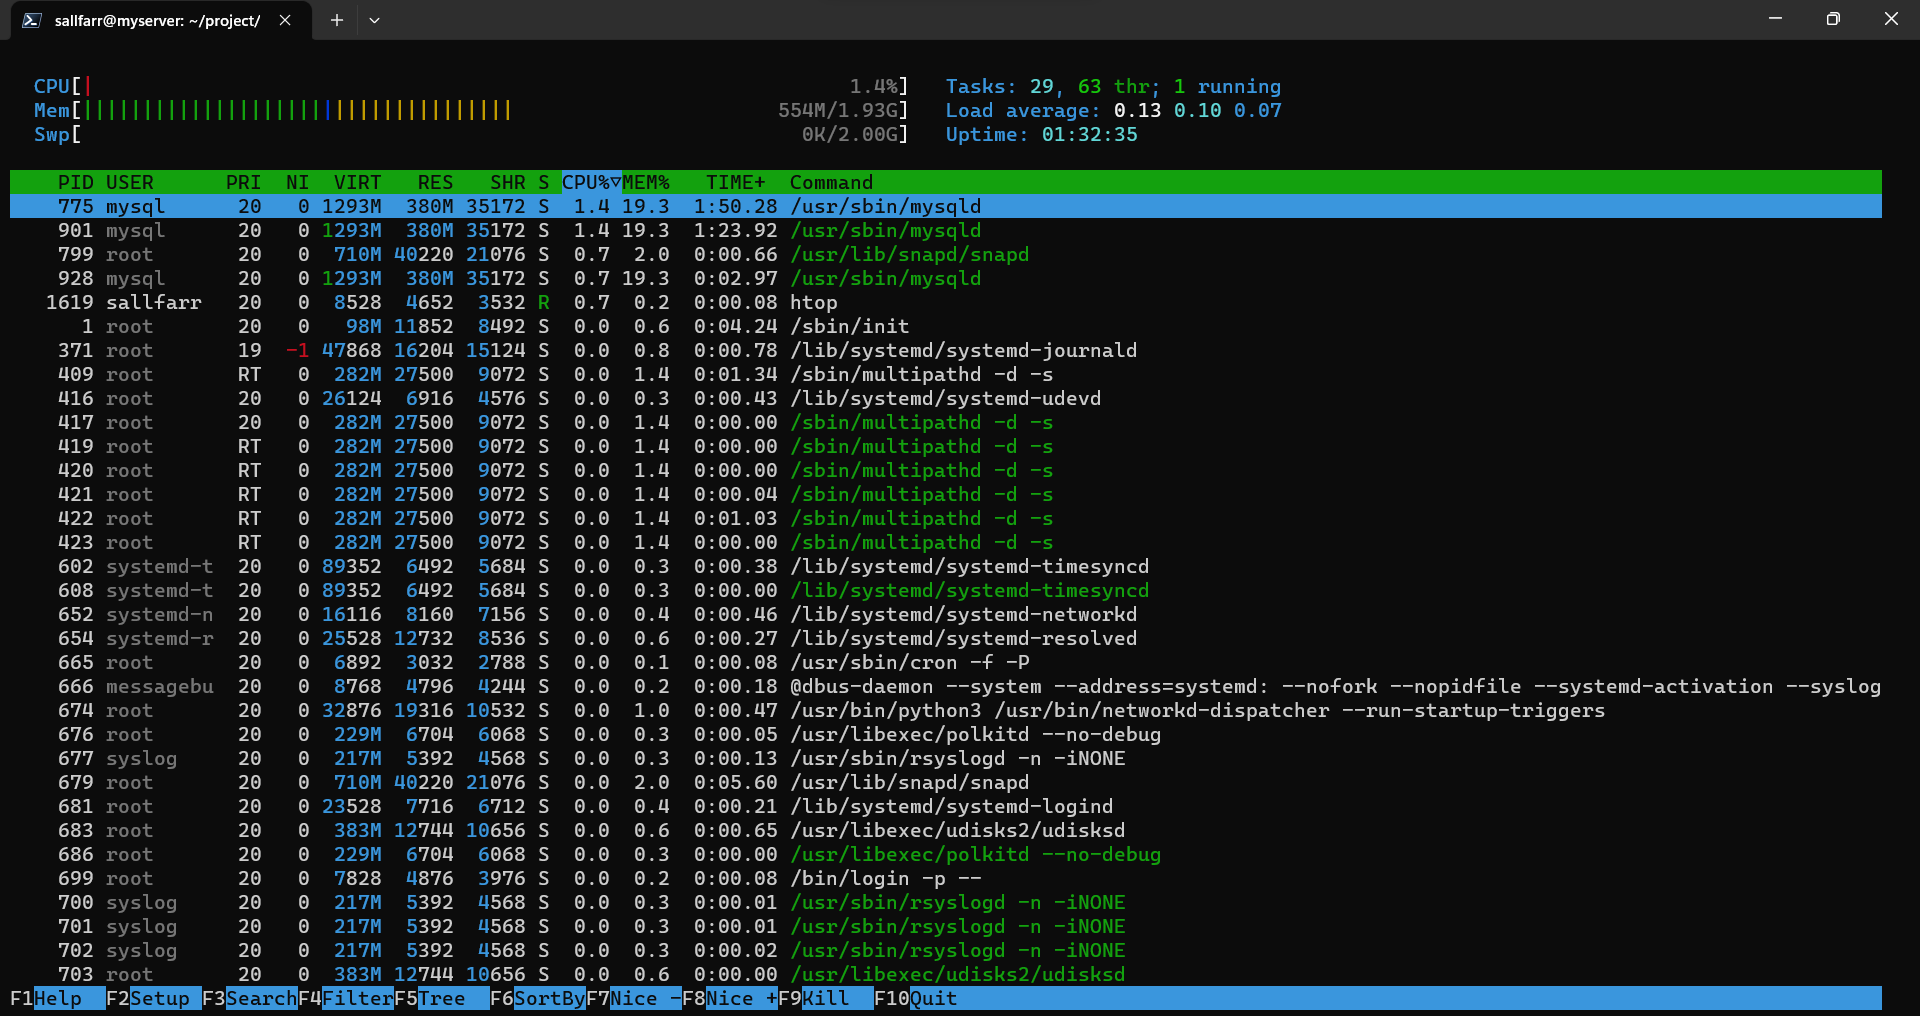 sallfarr@myserver: ~/project/
CPU[| 1.4%] Tasks: 29, 63 thr; 1 running
Mem[|||||||||||||||||||||||||||||||||||| 554M/1.93G] Load average: 0.13 0.10 0.07
Swp[ 0K/2.00G] Uptime: 01:32:35
PID USER PRI NI VIRT RES SHR S CPU%▽MEM% TIME+ Command
775 mysql 20 0 1293M 380M 35172 S 1.4 19.3 1:50.28 /usr/sbin/mysqld
901 mysql 20 0 1293M 380M 35172 S 1.4 19.3 1:23.92 /usr/sbin/mysqld
799 root 20 0 710M 40220 21076 S 0.7 2.0 0:00.66 /usr/lib/snapd/snapd
928 mysql 20 0 1293M 380M 35172 S 0.7 19.3 0:02.97 /usr/sbin/mysqld
1619 sallfarr 20 0 8528 4652 3532 R 0.7 0.2 0:00.08 htop
1 root 20 0 98M 11852 8492 S 0.0 0.6 0:04.24 /sbin/init
371 root 19 -1 47868 16204 15124 S 0.0 0.8 0:00.78 /lib/systemd/systemd-journald
409 root RT 0 282M 27500 9072 S 0.0 1.4 0:01.34 /sbin/multipathd -d -s
416 root 20 0 26124 6916 4576 S 0.0 0.3 0:00.43 /lib/systemd/systemd-udevd
417 root 20 0 282M 27500 9072 S 0.0 1.4 0:00.00 /sbin/multipathd -d -s
419 root RT 0 282M 27500 9072 S 0.0 1.4 0:00.00 /sbin/multipathd -d -s
420 root RT 0 282M 27500 9072 S 0.0 1.4 0:00.00 /sbin/multipathd -d -s
421 root RT 0 282M 27500 9072 S 0.0 1.4 0:00.04 /sbin/multipathd -d -s
422 root RT 0 282M 27500 9072 S 0.0 1.4 0:01.03 /sbin/multipathd -d -s
423 root RT 0 282M 27500 9072 S 0.0 1.4 0:00.00 /sbin/multipathd -d -s
602 systemd-t 20 0 89352 6492 5684 S 0.0 0.3 0:00.38 /lib/systemd/systemd-timesyncd
608 systemd-t 20 0 89352 6492 5684 S 0.0 0.3 0:00.00 /lib/systemd/systemd-timesyncd
652 systemd-n 20 0 16116 8160 7156 S 0.0 0.4 0:00.46 /lib/systemd/systemd-networkd
654 systemd-r 20 0 25528 12732 8536 S 0.0 0.6 0:00.27 /lib/systemd/systemd-resolved
665 root 20 0 6892 3032 2788 S 0.0 0.1 0:00.08 /usr/sbin/cron -f -P
666 messagebu 20 0 8768 4796 4244 S 0.0 0.2 0:00.18 @dbus-daemon --system --address=systemd: --nofork --nopidfile --systemd-activation --syslog
674 root 20 0 32876 19316 10532 S 0.0 1.0 0:00.47 /usr/bin/python3 /usr/bin/networkd-dispatcher --run-startup-triggers
676 root 20 0 229M 6704 6068 S 0.0 0.3 0:00.05 /usr/libexec/polkitd --no-debug
677 syslog 20 0 217M 5392 4568 S 0.0 0.3 0:00.13 /usr/sbin/rsyslogd -n -iNONE
679 root 20 0 710M 40220 21076 S 0.0 2.0 0:05.60 /usr/lib/snapd/snapd
681 root 20 0 23528 7716 6712 S 0.0 0.4 0:00.21 /lib/systemd/systemd-logind
683 root 20 0 383M 12744 10656 S 0.0 0.6 0:00.65 /usr/libexec/udisks2/udisksd
686 root 20 0 229M 6704 6068 S 0.0 0.3 0:00.00 /usr/libexec/polkitd --no-debug
699 root 20 0 7828 4876 3976 S 0.0 0.2 0:00.08 /bin/login -p --
700 syslog 20 0 217M 5392 4568 S 0.0 0.3 0:00.01 /usr/sbin/rsyslogd -n -iNONE
701 syslog 20 0 217M 5392 4568 S 0.0 0.3 0:00.01 /usr/sbin/rsyslogd -n -iNONE
702 syslog 20 0 217M 5392 4568 S 0.0 0.3 0:00.02 /usr/sbin/rsyslogd -n -iNONE
703 root 20 0 383M 12744 10656 S 0.0 0.6 0:00.00 /usr/libexec/udisks2/udisksd
F1Help F2Setup F3SearchF4FilterF5Tree F6SortByF7Nice -F8Nice +F9Kill F10Quit